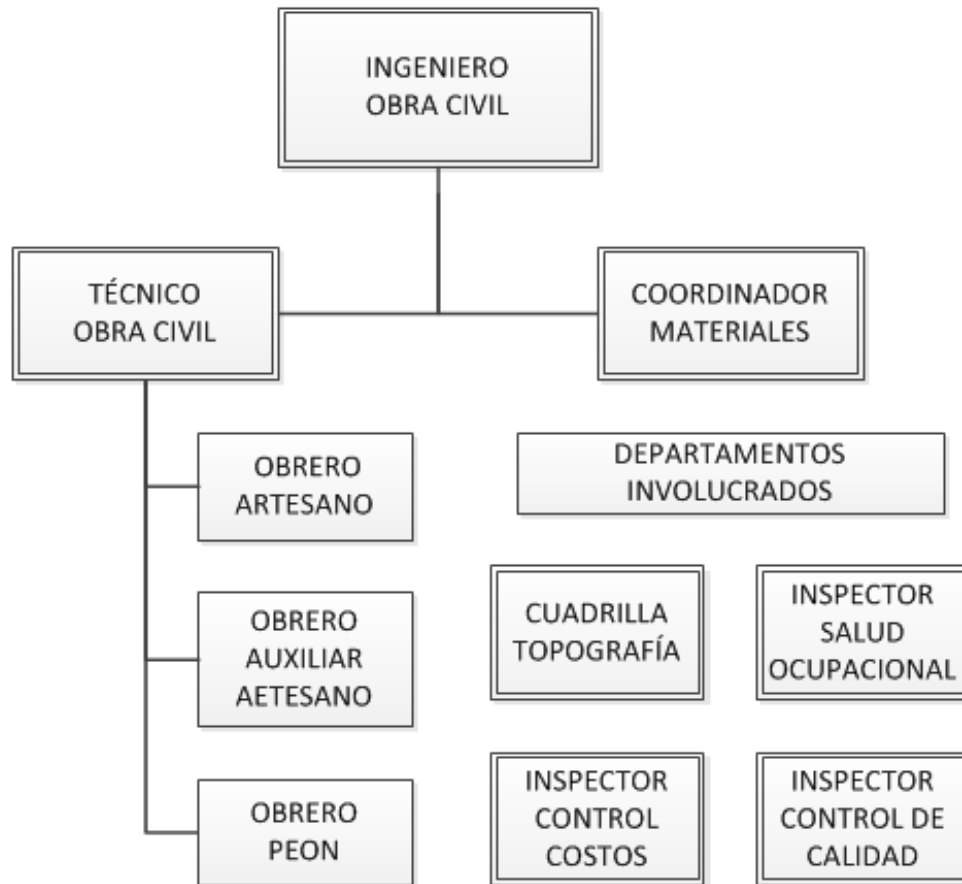 INGENIERO
OBRA CIVIL
TÉCNICO
OBRA CIVIL
COORDINADOR
MATERIALES
OBRERO
ARTESANO
DEPARTAMENTOS
INVOLUCRADOS
OBRERO
AUXILIAR
AETESANO
CUADRILLA
TOPOGRAFÍA
INSPECTOR
SALUD
OCUPACIONAL
OBRERO
PEON
INSPECTOR
CONTROL
COSTOS
INSPECTOR
CONTROL DE
CALIDAD